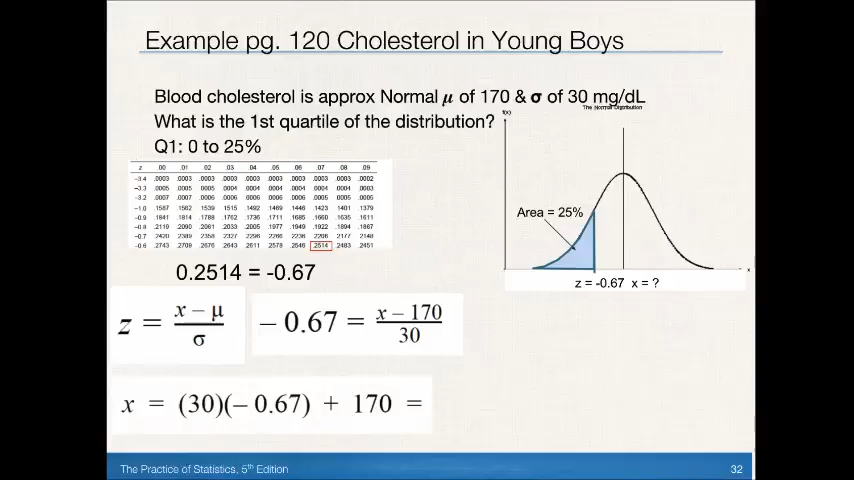 Example pg. 120 Cholesterol in Young Boys
Blood cholesterol is approx Normal μ of 170 & σ of 30 mg/dL
What is the 1st quartile of the distribution?
Q1: 0 to 25%
The Normal Distribution
f(x)
z .00 .01 .02 .03 .04 .05 .06 .07 .08 .09
−3.4 .0003 .0003 .0003 .0003 .0003 .0003 .0003 .0003 .0003 .0002
−3.3 .0005 .0005 .0005 .0004 .0004 .0004 .0004 .0004 .0004 .0003
−3.2 .0007 .0007 .0006 .0006 .0006 .0006 .0006 .0005 .0005 .0005
−1.0 .1587 .1562 .1539 .1515 .1492 .1469 .1446 .1423 .1401 .1379
−0.9 .1841 .1814 .1788 .1762 .1736 .1711 .1685 .1660 .1635 .1611
−0.8 .2119 .2090 .2061 .2033 .2005 .1977 .1949 .1922 .1894 .1867
−0.7 .2420 .2389 .2358 .2327 .2296 .2266 .2236 .2206 .2177 .2148
−0.6 .2743 .2709 .2676 .2643 .2611 .2578 .2546 .2514 .2483 .2451
Area = 25%
x
z = -0.67 x = ?
0.2514 = -0.67
z = x − μ / σ
− 0.67 = x − 170 / 30
x = (30)(− 0.67) + 170 =
The Practice of Statistics, 5th Edition
32